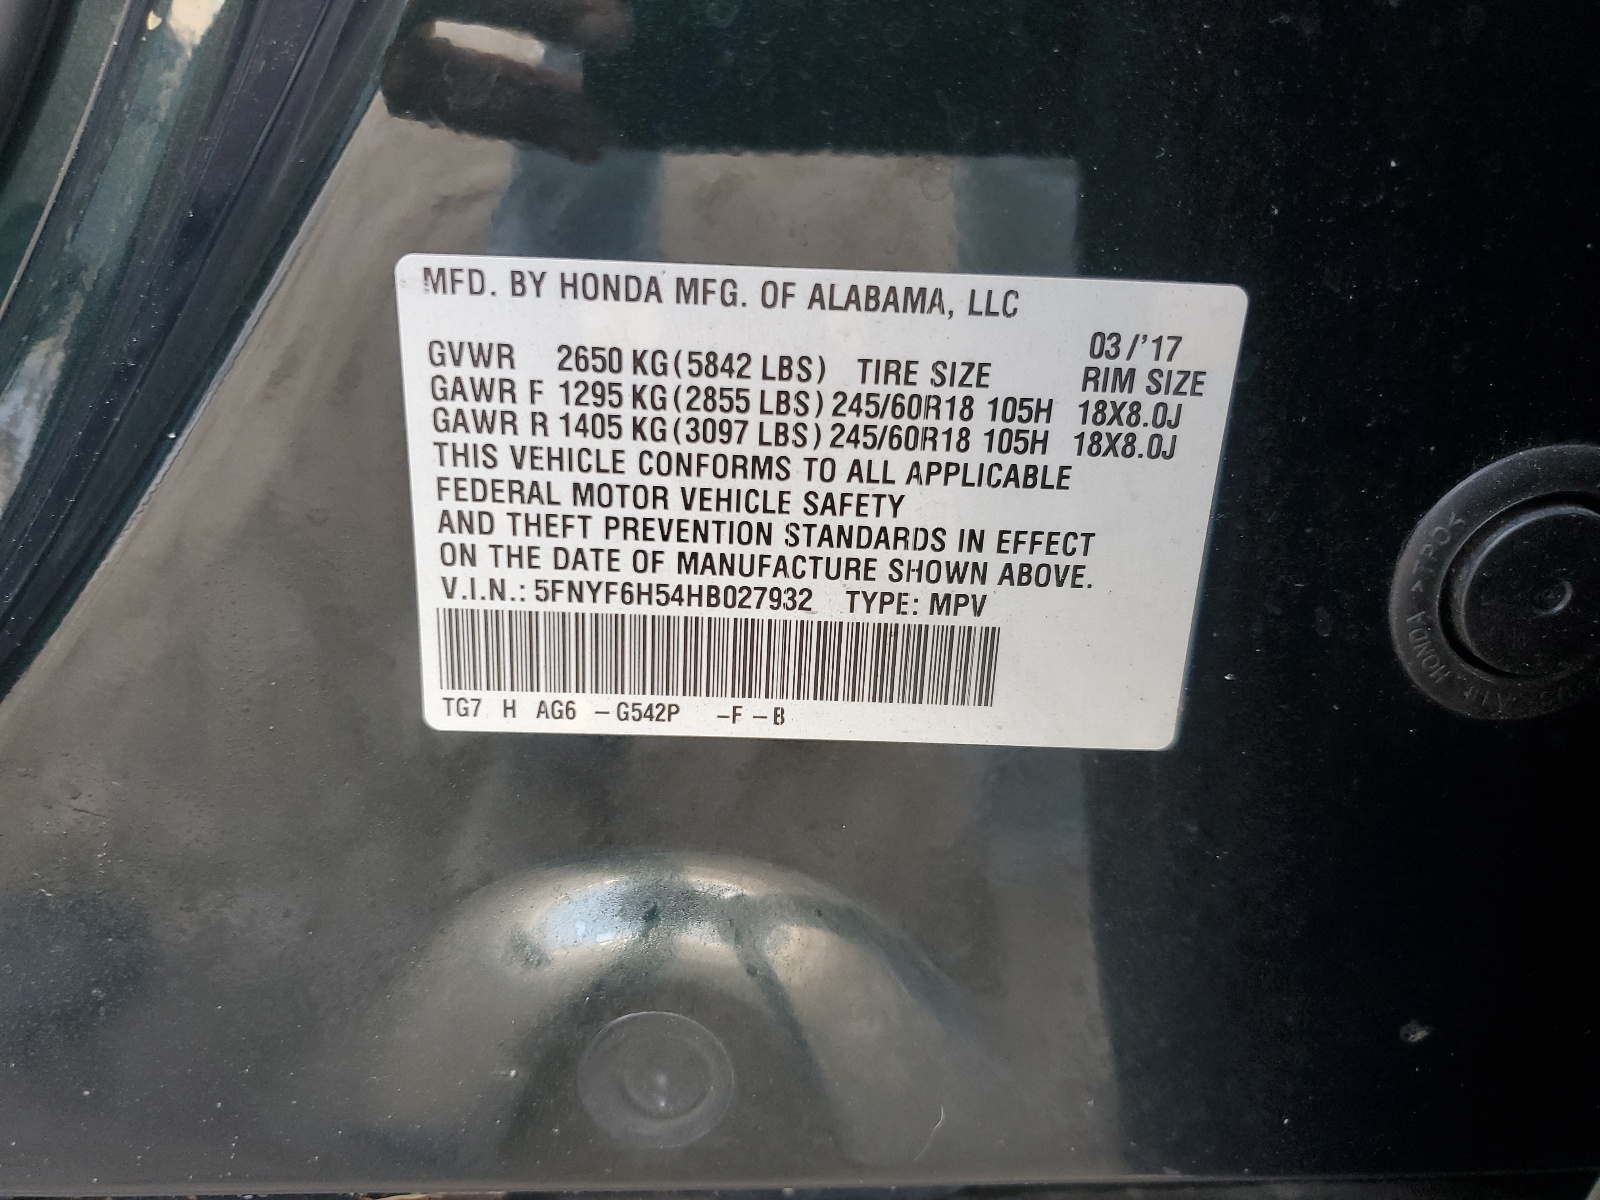 MFD. BY HONDA MFG. OF ALABAMA, LLC
03/'17
GVWR 2650 KG(5842 LBS) TIRE SIZE RIM SIZE
GAWR F 1295 KG(2855 LBS) 245/60R18 105H 18X8.0J
GAWR R 1405 KG(3097 LBS) 245/60R18 105H 18X8.0J
THIS VEHICLE CONFORMS TO ALL APPLICABLE
FEDERAL MOTOR VEHICLE SAFETY
AND THEFT PREVENTION STANDARDS IN EFFECT
ON THE DATE OF MANUFACTURE SHOWN ABOVE.
V.I.N.: 5FNYF6H54HB027932 TYPE: MPV
TG7 H AG6 -G542P -F -B
HONDA >TPO<